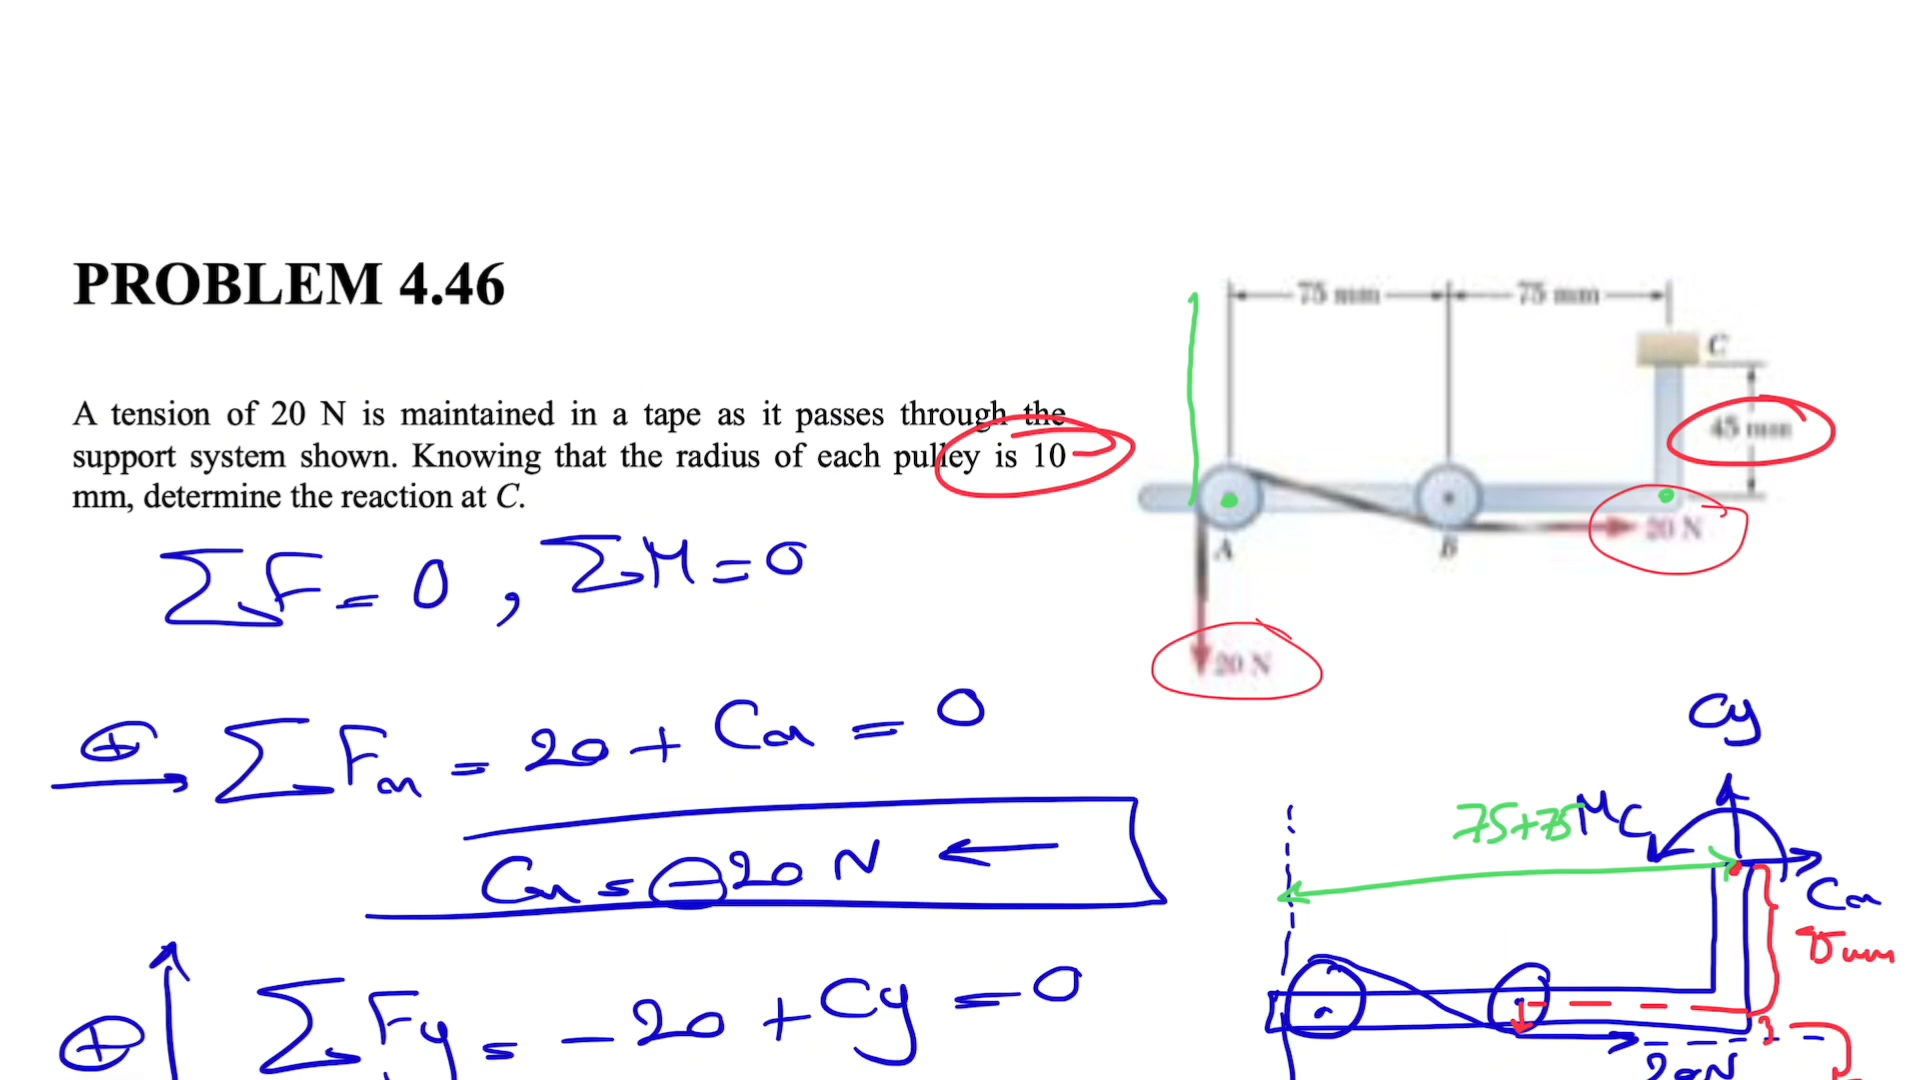 PROBLEM 4.46
75 mm 75 mm
C
A tension of 20 N is maintained in a tape as it passes through the
45 mm
support system shown. Knowing that the radius of each pulley is 10
mm, determine the reaction at C.
20 N
A B
ΣF = 0 , ΣM = 0
20 N
Cy
⊕ ΣFx = 20 + Cx = 0
75+75 Mc
Cx = -20 N ←
Cx
⊕ ΣFy = -20 + Cy = 0
20N